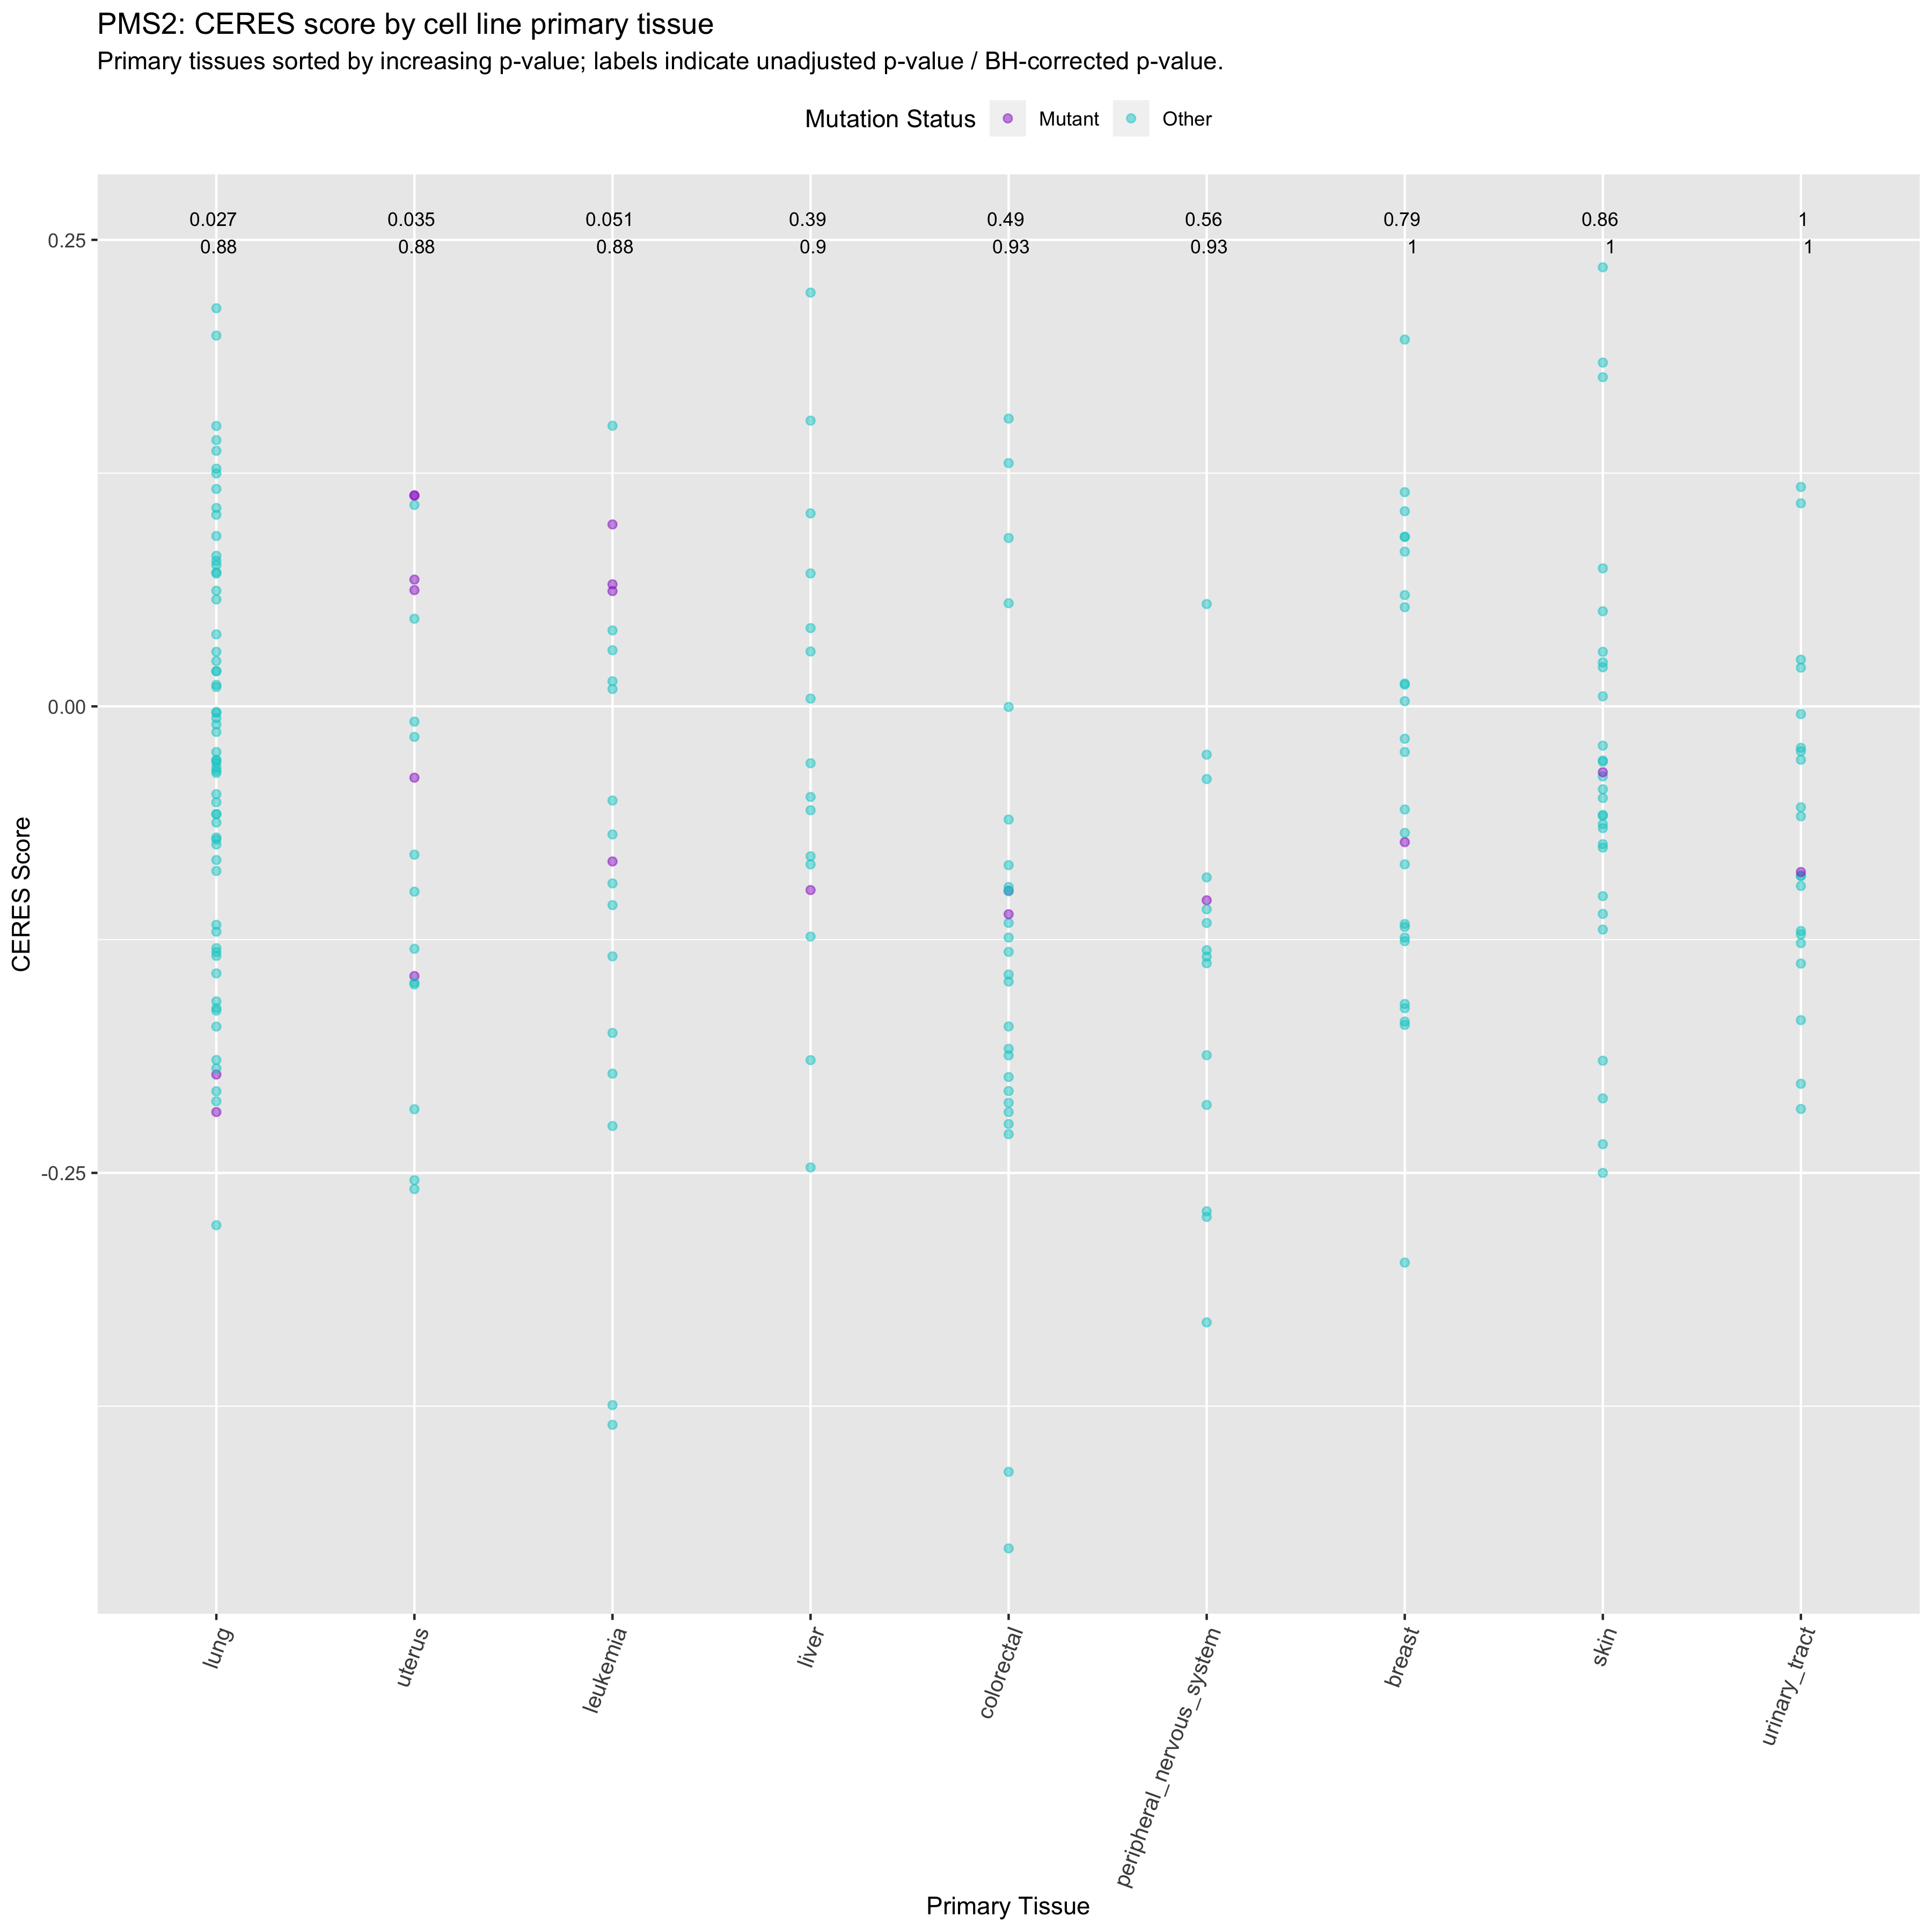 PMS2: CERES score by cell line primary tissue
Primary tissues sorted by increasing p-value; labels indicate unadjusted p-value / BH-corrected p-value.
Mutation Status Mutant Other
0.027 0.035 0.051 0.39 0.49 0.56 0.79 0.86 1
0.88 0.88 0.88 0.9 0.93 0.93 1 1 1
0.25
0.00
-0.25
CERES Score
lung uterus leukemia liver colorectal peripheral_nervous_system breast skin urinary_tract
Primary Tissue